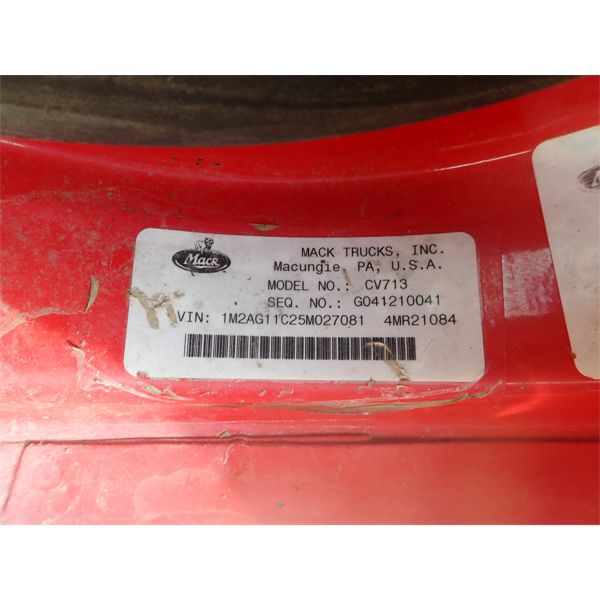 Mack
MACK TRUCKS, INC.
Macungie, PA, U.S.A.
MODEL NO.: CV713
SEQ. NO.: G041210041
VIN: 1M2AG11C25M027081 4MR21084